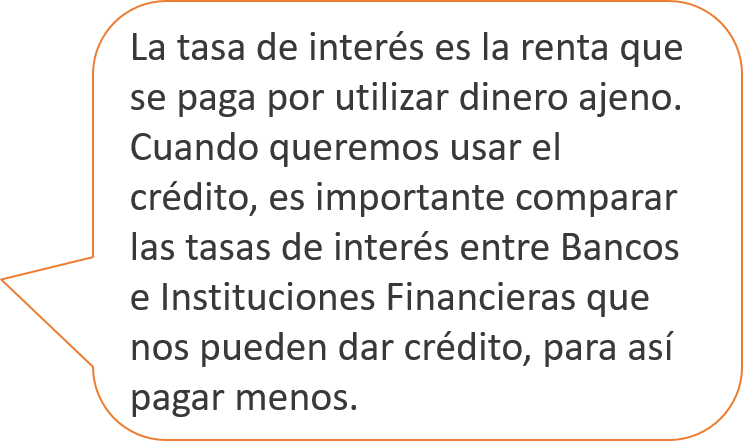 La tasa de interés es la renta que
se paga por utilizar dinero ajeno.
Cuando queremos usar el
crédito, es importante comparar
las tasas de interés entre Bancos
e Instituciones Financieras que
nos pueden dar crédito, para así
pagar menos.